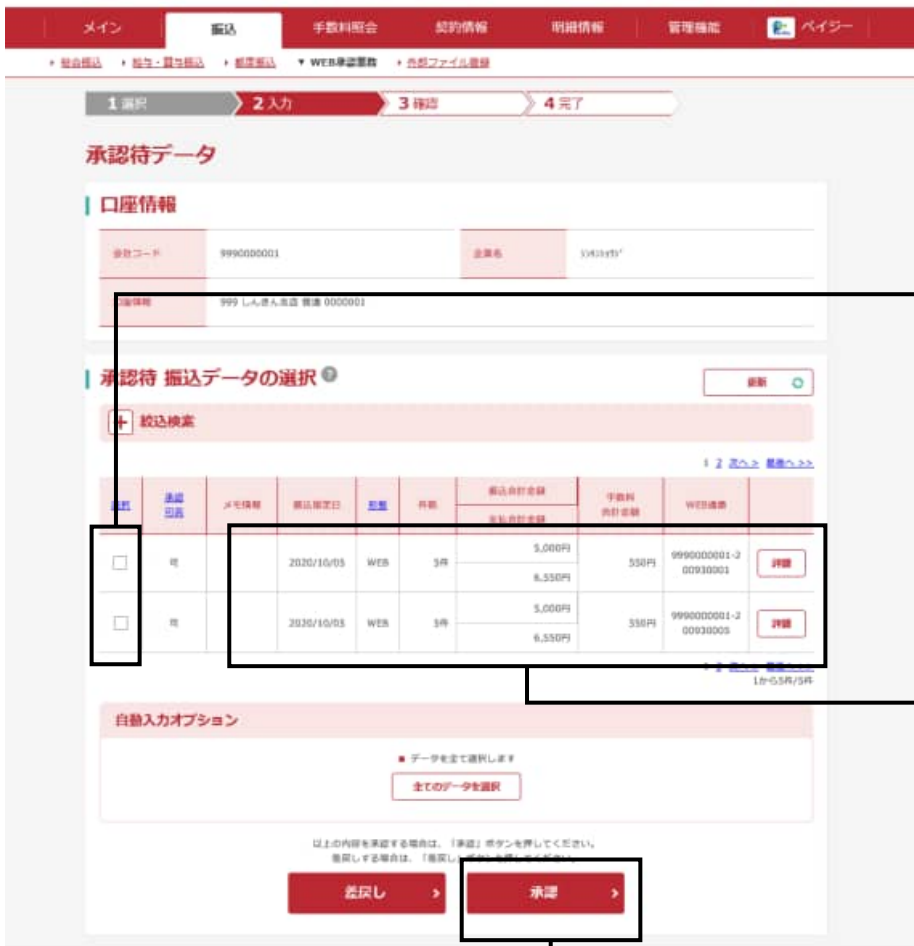 メイン 振込 手数料照会 契約情報 明細情報 管理機能 ペイジー
総合振込 給与・賞与振込 都度振込 ▼ WEB承認業務 外部ファイル登録
1 選択 2 入力 3 確認 4 完了
承認待データ
口座情報
会社コード 9990000001 企業名
口座情報 999 しんきん支店 普通 0000001
承認待 振込データの選択 ?
更新
+ 絞込検索
1 2 次へ > 最後へ >>
選択 承認可否 メモ情報 振込指定日 形態 件数 振込合計金額 手数料合計金額 WEB通番
支払合計金額
可 2020/10/05 WEB 5件 5,000円 550円 9990000001-200930001 詳細
6,550円
可 2020/10/05 WEB 5件 5,000円 550円 9990000001-200930005 詳細
6,550円
1から5件/5件
自動入力オプション
■ データを全て選択します
全てのデータを選択
以上の内容を承認する場合は、「承認」ボタンを押してください。
差戻しする場合は、「差戻し」
差戻し 承認